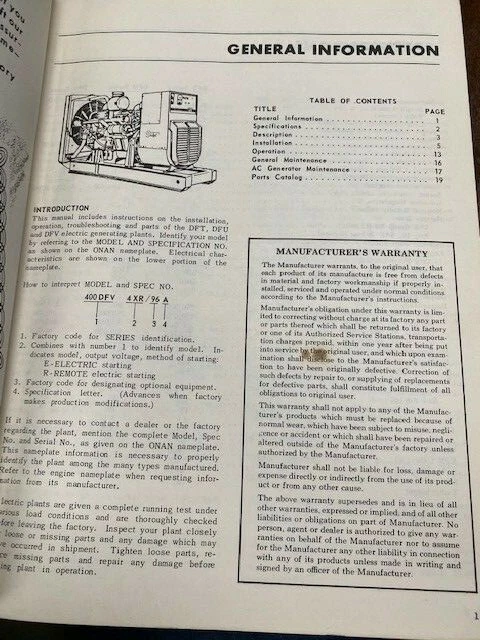 you
our
ssur-
me-
ory
GENERAL INFORMATION
TABLE OF CONTENTS
TITLE PAGE
General Information 1
Specifications 2
Description 3
Installation 5
Operation 13
General Maintenance 16
AC Generator Maintenance 17
Parts Catalog 19
INTRODUCTION
This manual includes instructions on the installation,
operation, troubleshooting and parts of the DFT, DFU
and DFV electric generating plants. Identify your model
by referring to the MODEL AND SPECIFICATION NO.
as shown on the ONAN nameplate. Electrical char-
acteristics are shown on the lower portion of the
nameplate.
How to interpret MODEL and SPEC NO.
400DFV 4XR/96 A
1 2 3 4
1. Factory code for SERIES identification.
2. Combines with number 1 to identify model. In-
dicates model, output voltage, method of starting:
E-ELECTRIC starting
R-REMOTE electric starting
3. Factory code for designating optional equipment.
4. Specification letter. (Advances when factory
makes production modifications.)
If it is necessary to contact a dealer or the factory
regarding the plant, mention the complete Model, Spec
No. and Serial No., as given on the ONAN nameplate.
This nameplate information is necessary to properly
identify the plant among the many types manufactured.
Refer to the engine nameplate when requesting infor-
mation from its manufacturer.
lectric plants are given a complete running test under
arious load conditions and are thoroughly checked
fore leaving the factory. Inspect your plant closely
loose or missing parts and any damage which may
e occurred in shipment. Tighten loose parts, re-
ce missing parts and repair any damage before
ing plant in operation.
MANUFACTURER'S WARRANTY
The Manufacturer warrants, to the original user, that
each product of its manufacture is free from defects
in material and factory workmanship if properly in-
stalled, serviced and operated under normal conditions
according to the Manufacturer's instructions.
Manufacturer's obligation under this warranty is lim-
ited to correcting without charge at its factory any part
or parts thereof which shall be returned to its factory
or one of its Authorized Service Stations, transporta-
tion charges prepaid, within one year after being put
into service original user, and which upon exam-
ination shall to the Manufacturer's satisfac-
tion to have been originally defective. Correction of
such defects by repair to, or supplying of replacements
for defective parts, shall constitute fulfillment of all
obligations to original user.
This warranty shall not apply to any of the Manufac-
turer's products which must be replaced because of
normal wear, which have been subject to misuse, negli-
gence or accident or which shall have been repaired or
altered outside of the Manufacturer's factory unless
authorized by the Manufacturer.
Manufacturer shall not be liable for loss, damage or
expense directly or indirectly from the use of its prod-
uct or from any other cause.
The above warranty supersedes and is in lieu of all
other warranties, expressed or implied, and of all other
liabilities or obligations on part of Manufacturer. No
person, agent or dealer is authorized to give any war-
ranties on behalf of the Manufacturer nor to assume
for the Manufacturer any other liability in connection
with any of its products unless made in writing and
signed by an officer of the Manufacturer.
1